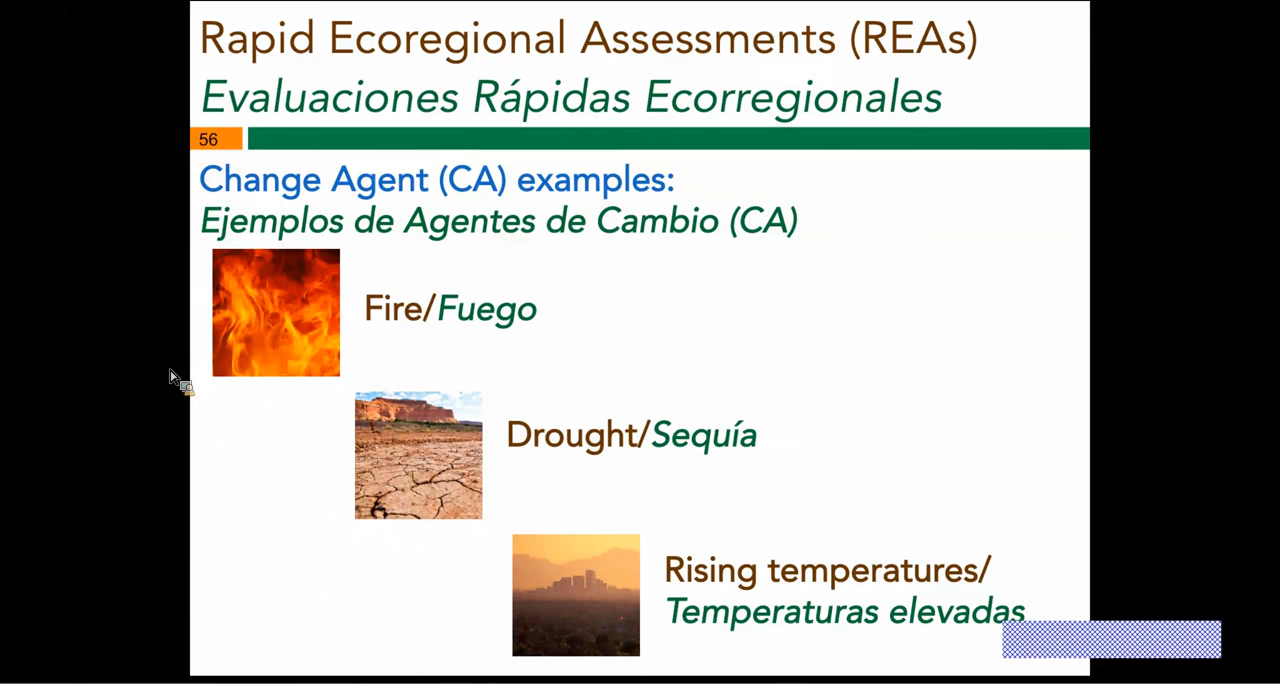 Rapid Ecoregional Assessments (REAs)
Evaluaciones Rápidas Ecorregionales
56
Change Agent (CA) examples:
Ejemplos de Agentes de Cambio (CA)
Fire/Fuego
Drought/Sequía
Rising temperatures/
Temperaturas elevadas